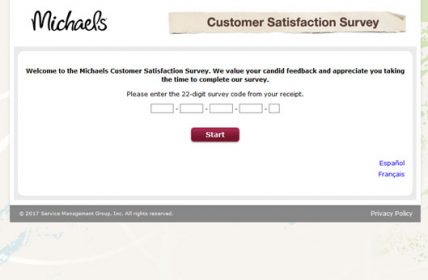 Michaels
Customer Satisfaction Survey
Welcome to the Michaels Customer Satisfaction Survey. We value your candid feedback and appreciate you taking
the time to complete our survey.
Please enter the 22-digit survey code from your receipt.
- - - -
Start
Español
Français
© 2017 Service Management Group, Inc. All rights reserved.
Privacy Policy